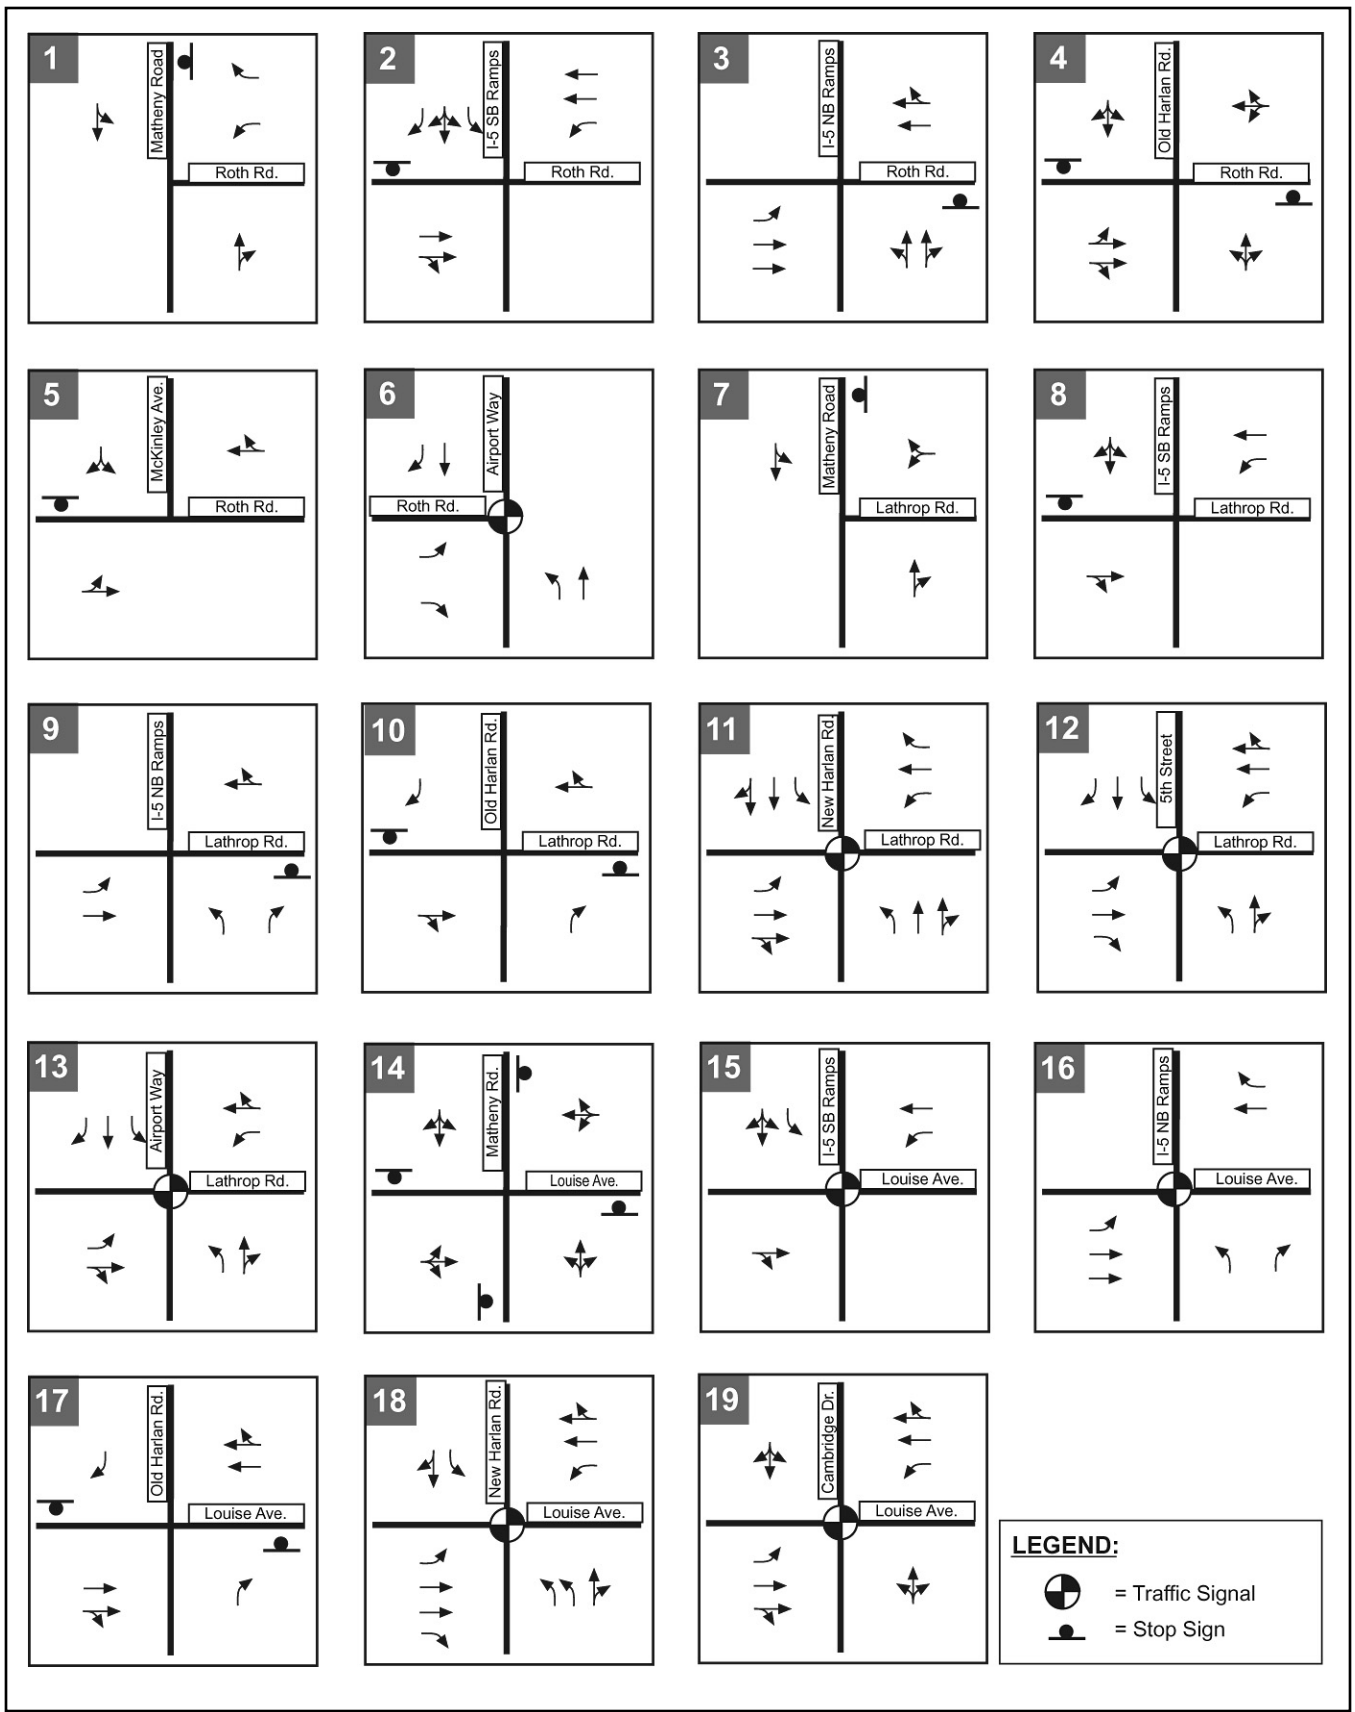 1
Matheny Road
Roth Rd.
2
I-5 SB Ramps
Roth Rd.
3
I-5 NB Ramps
Roth Rd.
4
Old Harlan Rd.
Roth Rd.
5
McKinley Ave.
Roth Rd.
6
Airport Way
Roth Rd.
7
Matheny Road
Lathrop Rd.
8
I-5 SB Ramps
Lathrop Rd.
9
I-5 NB Ramps
Lathrop Rd.
10
Old Harlan Rd.
Lathrop Rd.
11
New Harlan Rd.
Lathrop Rd.
12
5th Street
Lathrop Rd.
13
Airport Way
Lathrop Rd.
14
Matheny Rd.
Louise Ave.
15
I-5 SB Ramps
Louise Ave.
16
I-5 NB Ramps
Louise Ave.
17
Old Harlan Rd.
Louise Ave.
18
New Harlan Rd.
Louise Ave.
19
Cambridge Dr.
Louise Ave.
LEGEND:
= Traffic Signal
= Stop Sign